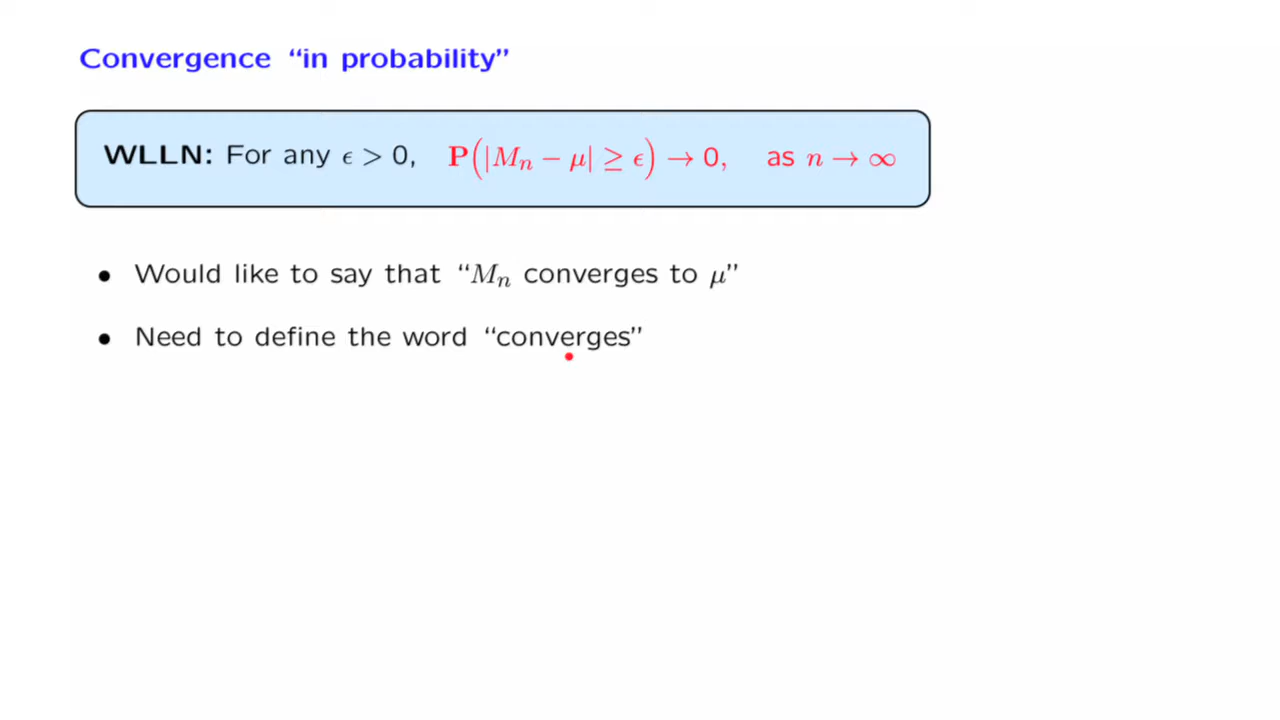 Convergence “in probability”
WLLN: For any ϵ > 0, P(|Mₙ − μ| ≥ ϵ) → 0, as n → ∞
• Would like to say that “Mₙ converges to μ”
• Need to define the word “converges”